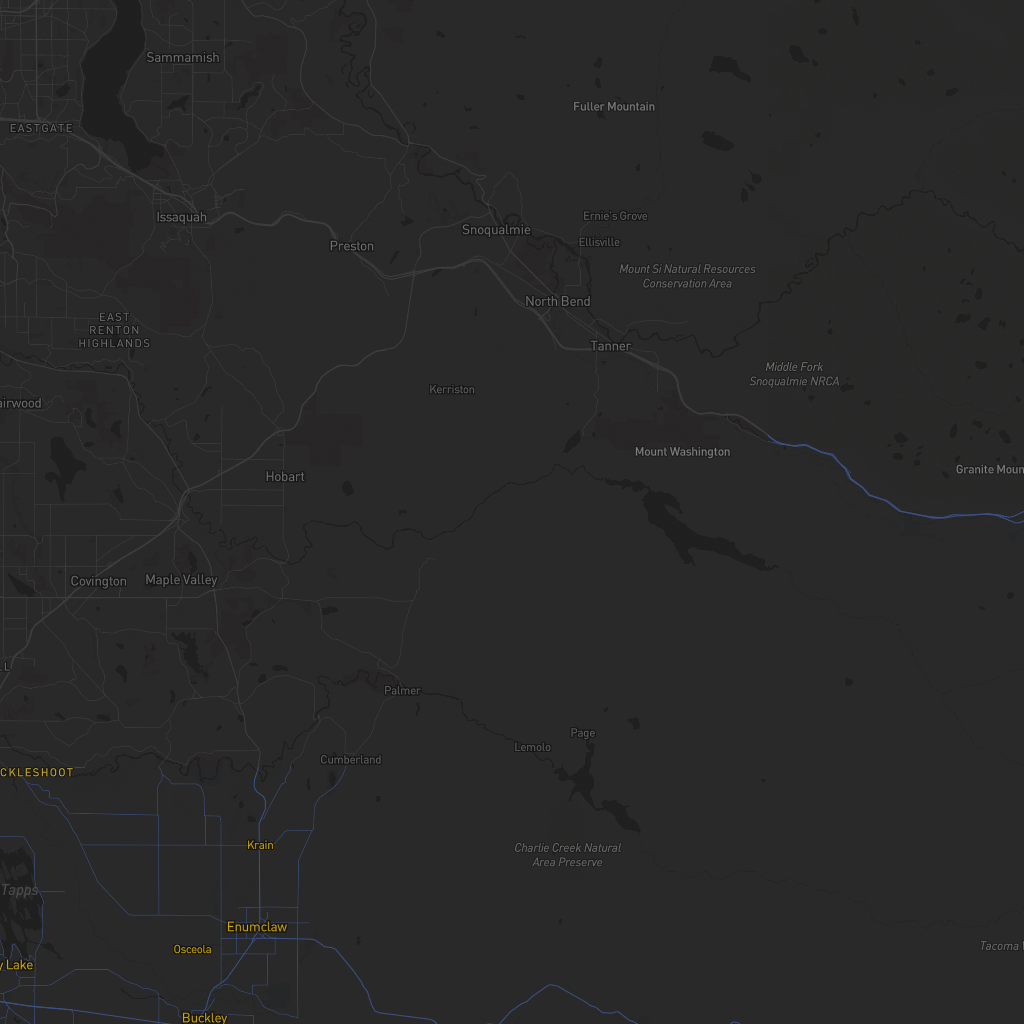 Sammamish
Fuller Mountain
EASTGATE
Issaquah
Ernie's Grove
Snoqualmie
Ellisville
Preston
Mount Si Natural Resources
Conservation Area
North Bend
EAST
RENTON
HIGHLANDS
Tanner
Middle Fork
Snoqualmie NRCA
Kerriston
airwood
Mount Washington
Granite Moun
Hobart
Covington
Maple Valley
LL
Palmer
Page
Lemolo
Cumberland
CKLESHOOT
Krain
Charlie Creek Natural
Area Preserve
Tapps
Enumclaw
Osceola
Tacoma
y Lake
Buckley